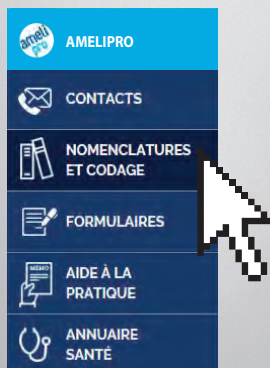 ameli
pro
AMELIPRO
CONTACTS
NOMENCLATURES
ET CODAGE
FORMULAIRES
MÉMO
AIDE À LA
PRATIQUE
ANNUAIRE
SANTÉ